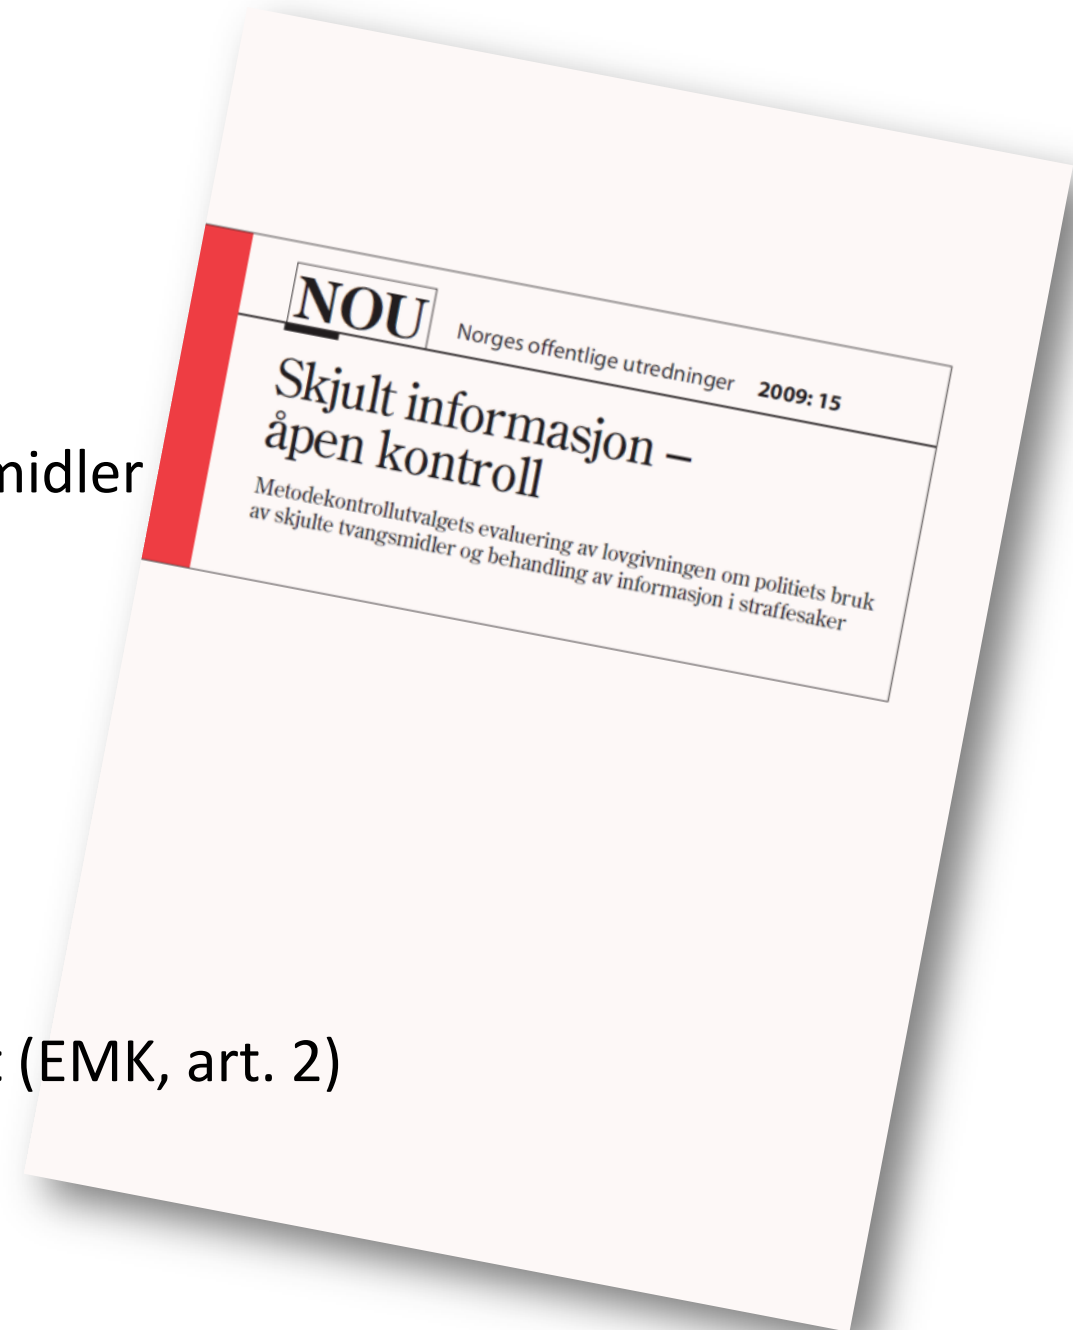 NOU Norges offentlige utredninger 2009: 15
Skjult informasjon –
åpen kontroll
midler
Metodekontrollutvalgets evaluering av lovgivningen om politiets bruk
av skjulte tvangsmidler og behandling av informasjon i straffesaker
(EMK, art. 2)